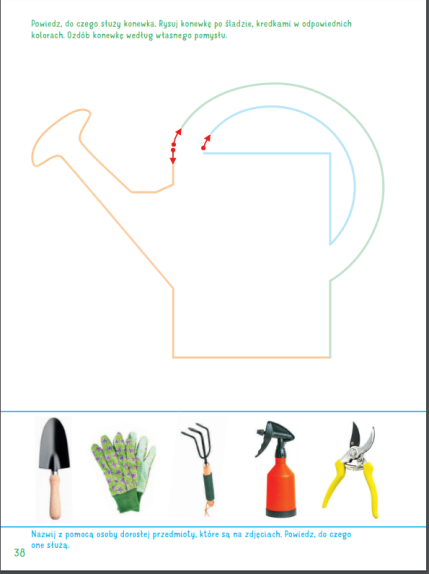 Powiedz, do czego służy konewka. Rysuj konewkę po śladzie, kredkami w odpowiednich
kolorach. Ozdób konewkę według własnego pomysłu.
Nazwij z pomocą osoby dorosłej przedmioty, które są na zdjęciach. Powiedz, do czego
one służą.
38